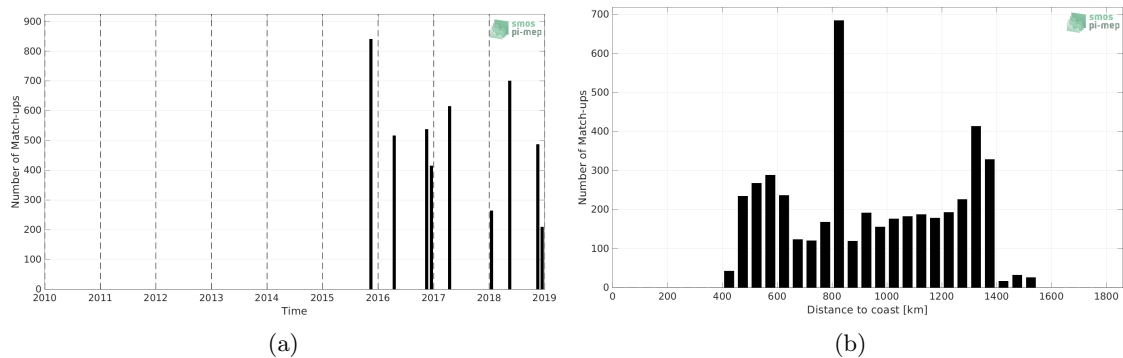 900
800
700
600
500
400
300
200
100
0
2010 2011 2012 2013 2014 2015 2016 2017 2018 2019
Number of Match-ups
Time
smos
pi-mep
(a)
700
600
500
400
300
200
100
0
0 200 400 600 800 1000 1200 1400 1600 1800
Number of Match-ups
Distance to coast [km]
smos
pi-mep
(b)